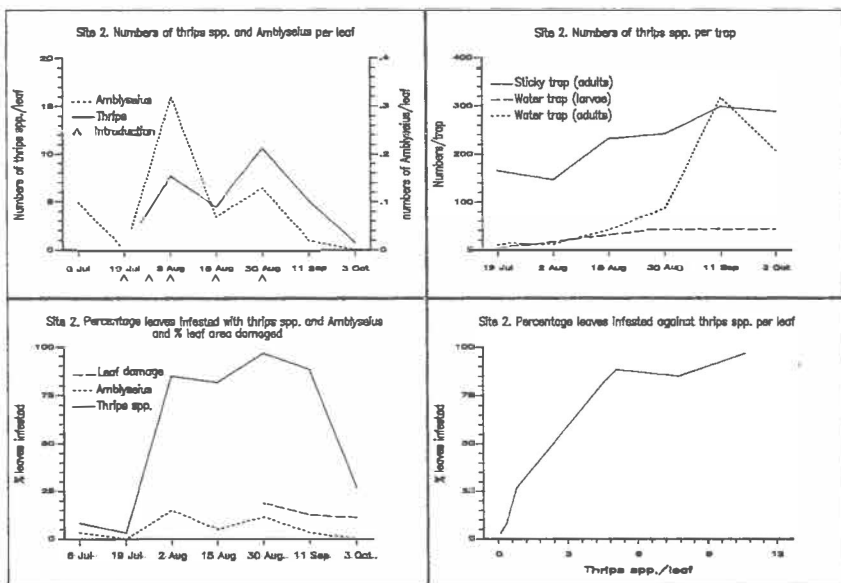 Site 2. Numbers of thrips spp. and Amblyseius per leaf
20
15
10
5
0
Numbers of thrips spp./leaf
Amblyseius
Thrips
Introduction
.4
.3
.2
.1
0
numbers of Amblyseius/leaf
Jul
19 Jul
Aug
Aug
30 Aug
11 Sep
3 Oct
Site 2. Numbers of thrips spp. per trap
400
300
200
100
0
Numbers/trap
Sticky trap (adults)
Water trap (larvae)
Water trap (adults)
19 Jul
2 Aug
15 Aug
30 Aug
11 Sep
3 Oct
Site 2. Percentage leaves infested with thrips spp. and Amblyseius
and % leaf area damaged
100
75
50
25
0
% leaves infested
Leaf damage
Amblyseius
Thrips spp.
6 Jul
19 Jul
2 Aug
15 Aug
30 Aug
11 Sep
3 Oct
Site 2. Percentage leaves infested against thrips spp. per leaf
100
75
50
25
0
% leaves infested
0
3
6
9
12
Thrips spp./leaf